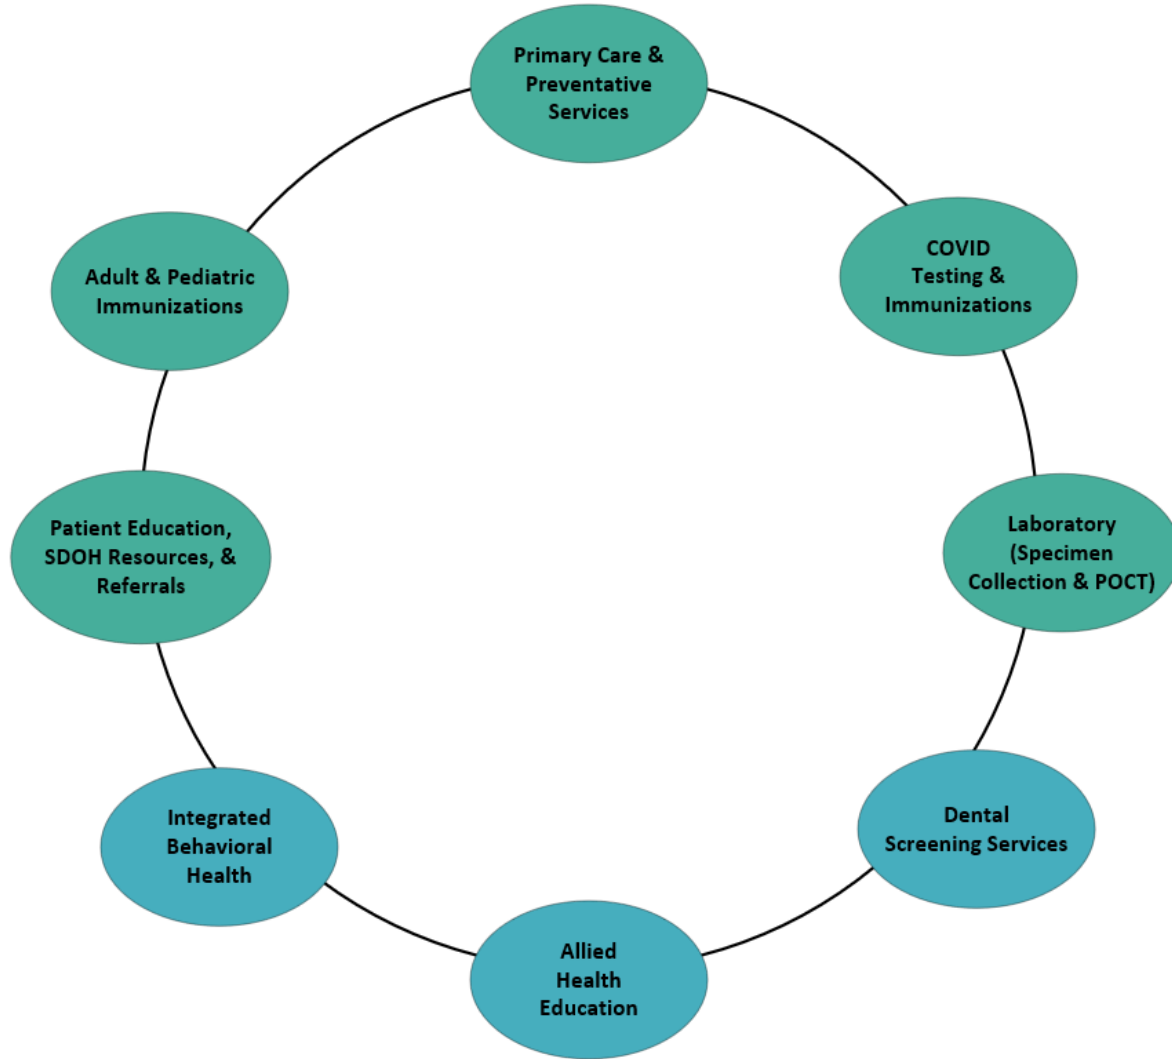 Primary Care &
Preventative
Services
COVID
Testing &
Immunizations
Laboratory
(Specimen
Collection & POCT)
Dental
Screening Services
Allied
Health
Education
Integrated
Behavioral
Health
Patient Education,
SDOH Resources, &
Referrals
Adult & Pediatric
Immunizations